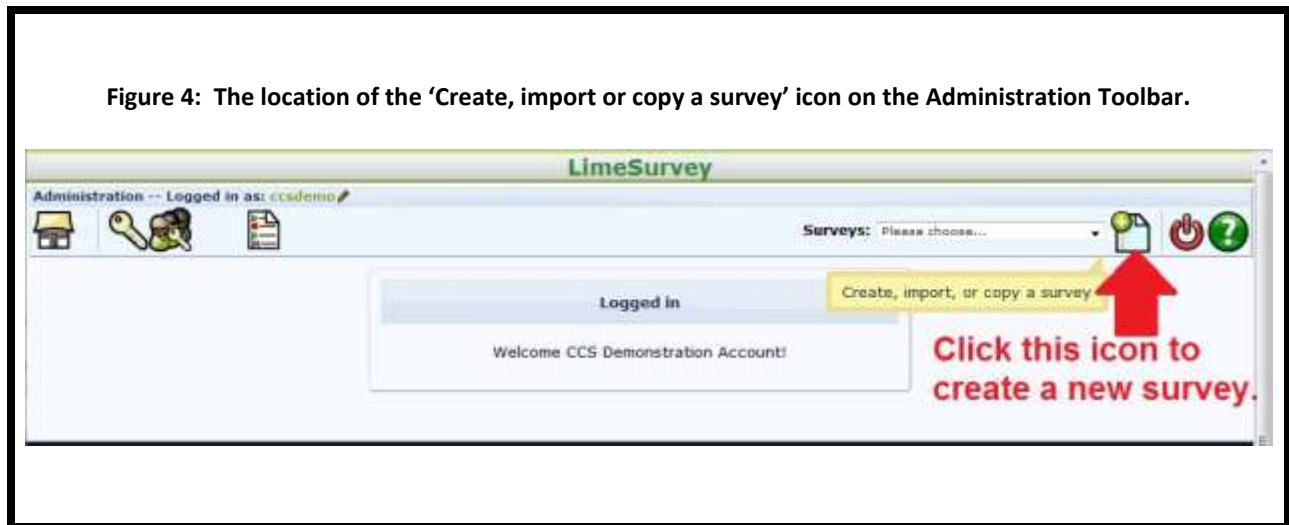 Figure 4:  The location of the ‘Create, import or copy a survey’ icon on the Administration Toolbar.
LimeSurvey
Administration -- Logged in as: ccsdemo
Surveys: Please choose...
?
Create, import, or copy a survey
Logged in
Welcome CCS Demonstration Account!
Click this icon to
create a new survey.